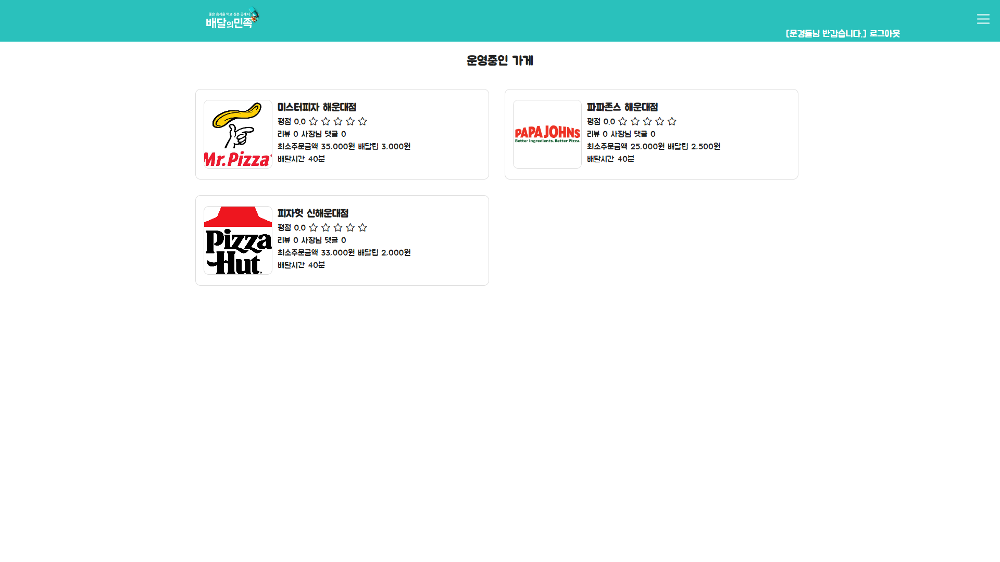 좋은 음식을 먹고 싶은 곳에서
배달의민족
[문경률님 반갑습니다.] 로그아웃
운영중인 가게
Mr. Pizza
미스터피자 해운대점
평점 0.0
리뷰 0 사장님 댓글 0
최소주문금액 35,000원 배달팁 3,000원
배달시간 40분
PAPA JOHNS
Better Ingredients. Better Pizza.
파파존스 해운대점
평점 0.0
리뷰 0 사장님 댓글 0
최소주문금액 25,000원 배달팁 2,500원
배달시간 40분
Pizza
Hut
피자헛 신해운대점
평점 0.0
리뷰 0 사장님 댓글 0
최소주문금액 33,000원 배달팁 2,000원
배달시간 40분